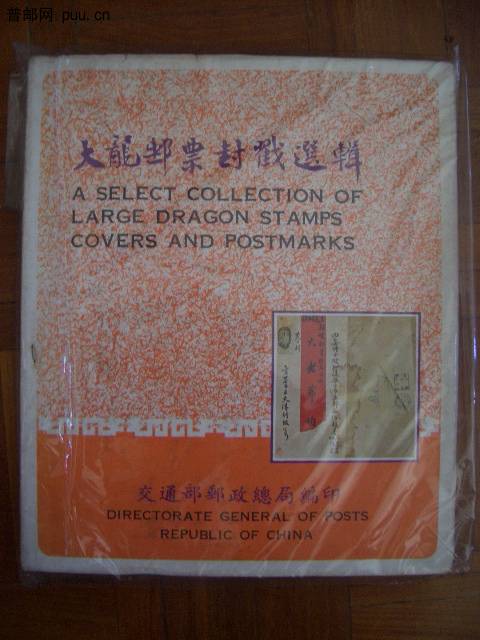 普邮网.puu.cn
大龍郵票封戳選輯
A SELECT COLLECTION OF
LARGE DRAGON STAMPS
COVERS AND POSTMARKS
交通部郵政總局編印
DIRECTORATE GENERAL OF POSTS
REPUBLIC OF CHINA